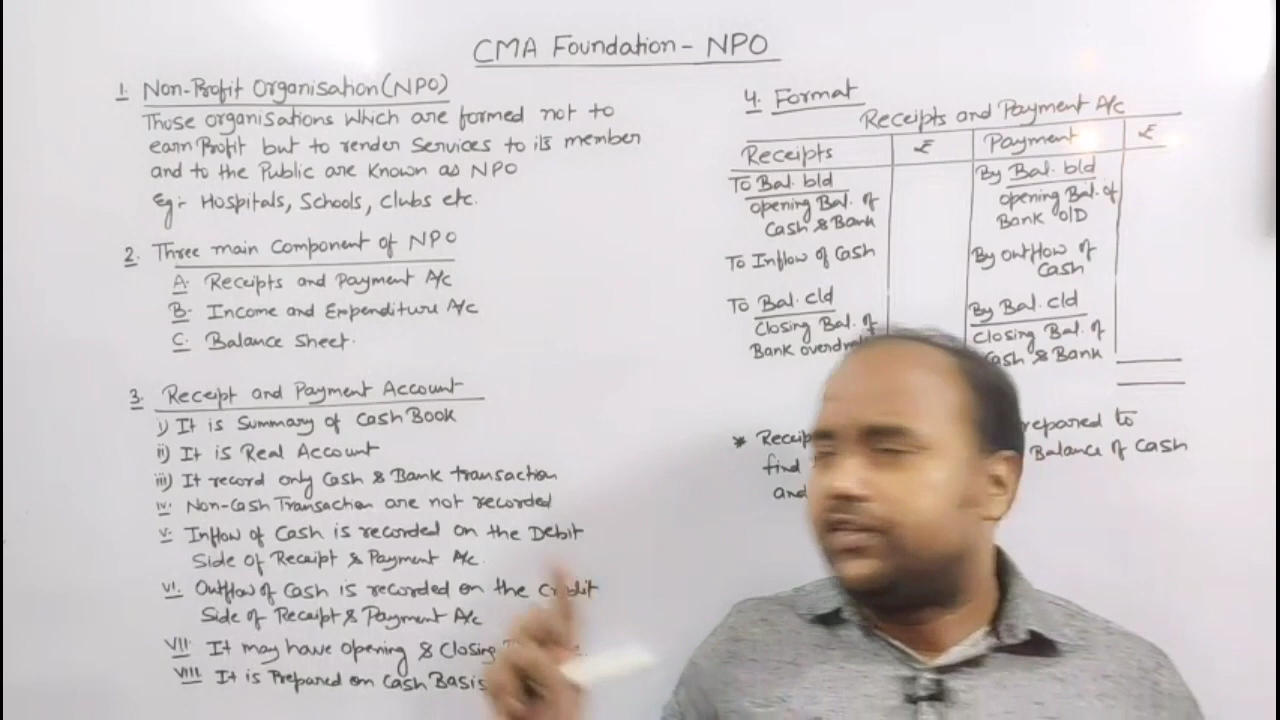 CMA Foundation - NPO
1. Non-Profit Organisation (NPO)
Those organisations which are formed not to
earn Profit but to render Services to its member
and to the Public are known as NPO
Eg:- Hospitals, Schools, Clubs etc.
2. Three main Component of NPO
A. Receipts and Payment A/c
B. Income and Expenditure A/c
C. Balance Sheet.
3. Receipt and Payment Account
i) It is Summary of Cash Book
ii) It is Real Account
iii) It record only Cash & Bank transaction
iv. Non-Cash Transaction are not recorded
v. Inflow of Cash is recorded on the Debit
Side of Receipt & Payment A/c.
VI. Outflow of Cash is recorded on the Credit
Side of Receipt & Payment A/c
VII. It may have opening & Closing
VIII. It is Prepared on Cash Basis
4. Format
Receipts and Payment A/c
Receipts ₹ Payment ₹
To Bal. b/d
opening Bal. of
Cash & Bank
To Inflow of Cash
To Bal. c/d
Closing Bal. of
Bank
By Bal. b/d
opening Bal. of
Bank O/D
By outflow of
Cash
By Bal. c/d
Closing Bal. of
Cash & Bank
* to
find Balance of Cash
and